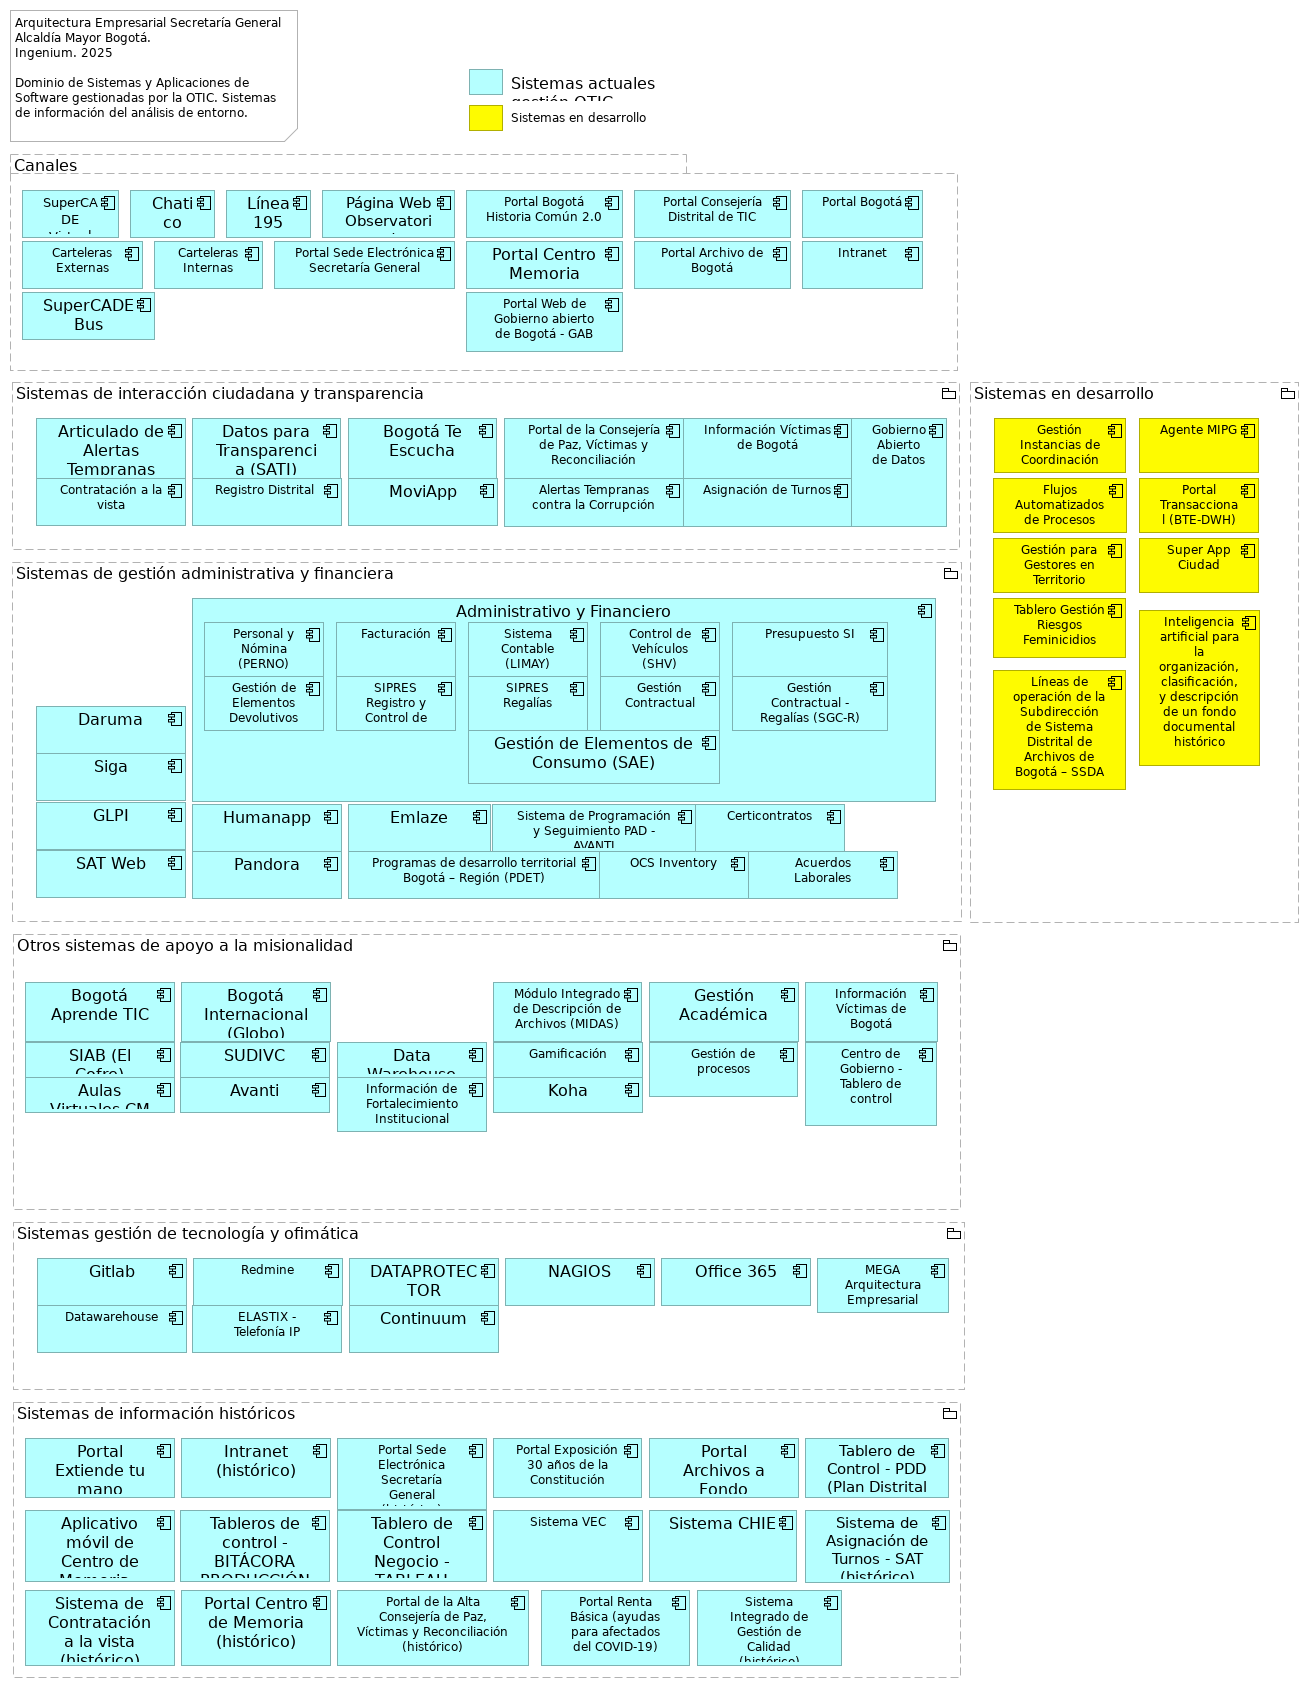 Arquitectura Empresarial Secretaría General
Alcaldía Mayor Bogotá.
Ingenium. 2025
Dominio de Sistemas y Aplicaciones de
Software gestionadas por la OTIC. Sistemas
de información del análisis de entorno.
Sistemas actuales
gestión OTIC
Sistemas en desarrollo
Canales
SuperCA
DE
Virtual
Chati
co
Línea
195
Página Web
Observatori
Portal Bogotá
Historia Común 2.0
Portal Consejería
Distrital de TIC
Portal Bogotá
Carteleras
Externas
Carteleras
Internas
Portal Sede Electrónica
Secretaría General
Portal Centro
Memoria
Portal Archivo de
Bogotá
Intranet
SuperCADE
Bus
Portal Web de
Gobierno abierto
de Bogotá - GAB
Sistemas de interacción ciudadana y transparencia
Articulado de
Alertas
Tempranas
Datos para
Transparenci
a (SATI)
Bogotá Te
Escucha
Portal de la Consejería
de Paz, Víctimas y
Reconciliación
Información Víctimas
de Bogotá
Gobierno
Abierto
de Datos
Contratación a la
vista
Registro Distrital
MoviApp
Alertas Tempranas
contra la Corrupción
Asignación de Turnos
Sistemas en desarrollo
Gestión
Instancias de
Coordinación
Agente MIPG
Flujos
Automatizados
de Procesos
Portal
Transacciona
l (BTE-DWH)
Gestión para
Gestores en
Territorio
Super App
Ciudad
Tablero Gestión
Riesgos
Feminicidios
Inteligencia
artificial para
la
organización,
clasificación,
y descripción
de un fondo
documental
histórico
Líneas de
operación de la
Subdirección
de Sistema
Distrital de
Archivos de
Bogotá – SSDA
Sistemas de gestión administrativa y financiera
Administrativo y Financiero
Personal y
Nómina
(PERNO)
Facturación
Sistema
Contable
(LIMAY)
Control de
Vehículos
(SHV)
Presupuesto SI
Gestión de
Elementos
Devolutivos
SIPRES
Registro y
Control de
SIPRES
Regalías
Gestión
Contractual
Gestión
Contractual -
Regalías (SGC-R)
Gestión de Elementos de
Consumo (SAE)
Daruma
Siga
GLPI
SAT Web
Humanapp
Emlaze
Sistema de Programación
y Seguimiento PAD -
AVANTI
Certicontratos
Pandora
Programas de desarrollo territorial
Bogotá – Región (PDET)
OCS Inventory
Acuerdos
Laborales
Otros sistemas de apoyo a la misionalidad
Bogotá
Aprende TIC
Bogotá
Internacional
(Globo)
Módulo Integrado
de Descripción de
Archivos (MIDAS)
Gestión
Académica
Información
Víctimas de
Bogotá
SIAB (El
Cofre)
SUDIVC
Data
Warehouse
Gamificación
Gestión de
procesos
Centro de
Gobierno -
Tablero de
control
Aulas
Virtuales CM
Avanti
Información de
Fortalecimiento
Institucional
Koha
Sistemas gestión de tecnología y ofimática
Gitlab
Redmine
DATAPROTEC
TOR
NAGIOS
Office 365
MEGA
Arquitectura
Empresarial
Datawarehouse
ELASTIX -
Telefonía IP
Continuum
Sistemas de información históricos
Portal
Extiende tu
mano
Intranet
(histórico)
Portal Sede
Electrónica
Secretaría
General
(histórico)
Portal Exposición
30 años de la
Constitución
Portal
Archivos a
Fondo
Tablero de
Control - PDD
(Plan Distrital
Aplicativo
móvil de
Centro de
Memoria
Tableros de
control -
BITÁCORA
PRODUCCIÓN
Tablero de
Control
Negocio -
TABLEAU
Sistema VEC
Sistema CHIE
Sistema de
Asignación de
Turnos - SAT
(histórico)
Sistema de
Contratación
a la vista
(histórico)
Portal Centro
de Memoria
(histórico)
Portal de la Alta
Consejería de Paz,
Víctimas y Reconciliación
(histórico)
Portal Renta
Básica (ayudas
para afectados
del COVID-19)
Sistema
Integrado de
Gestión de
Calidad
(histórico)